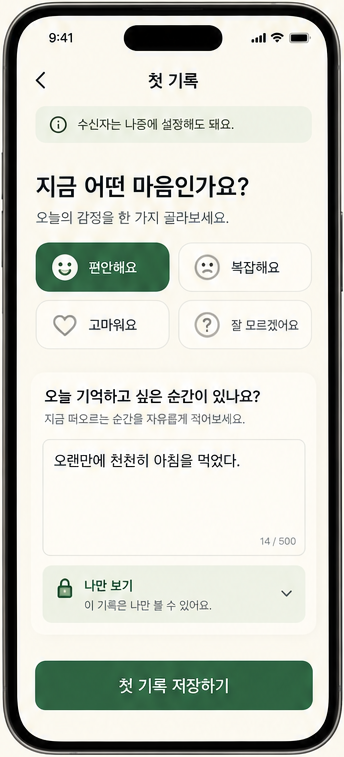 9:41
첫 기록
수신자는 나중에 설정해도 돼요.
지금 어떤 마음인가요?
오늘의 감정을 한 가지 골라보세요.
편안해요
복잡해요
고마워요
잘 모르겠어요
오늘 기억하고 싶은 순간이 있나요?
지금 떠오르는 순간을 자유롭게 적어보세요.
오랜만에 천천히 아침을 먹었다.
14 / 500
나만 보기
이 기록은 나만 볼 수 있어요.
첫 기록 저장하기